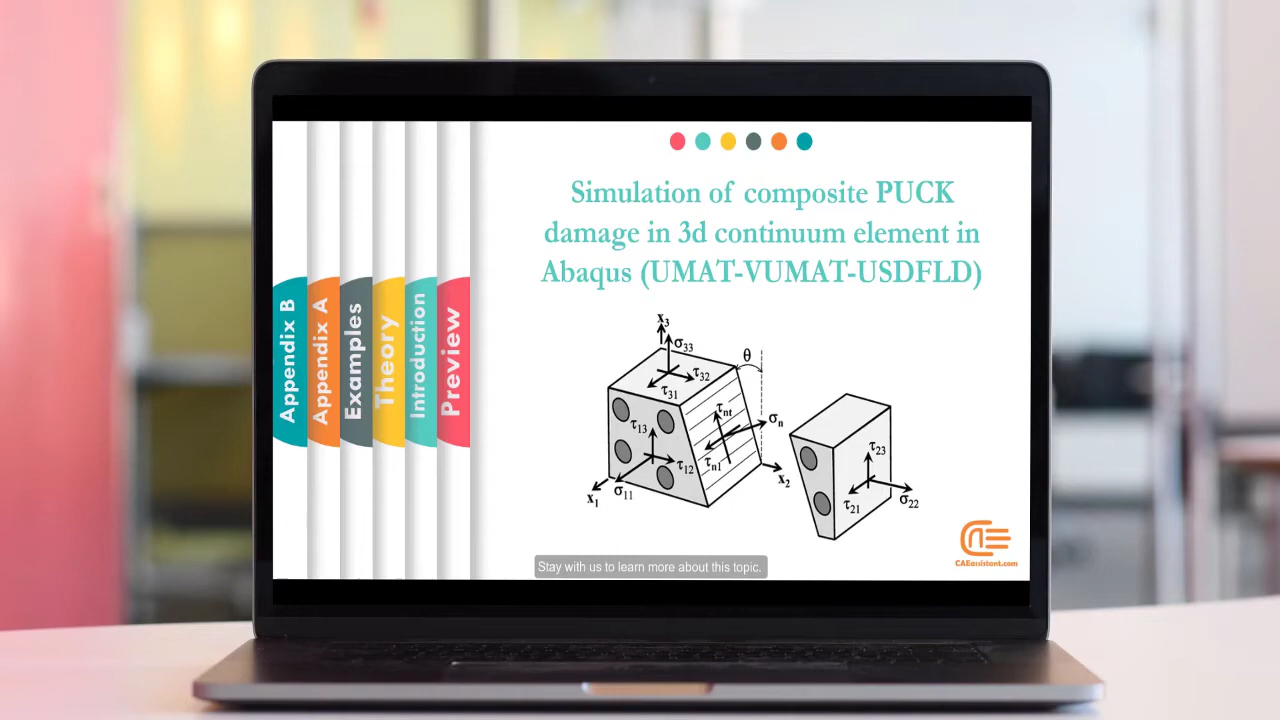 Simulation of composite PUCK
damage in 3d continuum element in
Abaqus (UMAT-VUMAT-USDFLD)
Appendix B
Appendix A
Examples
Theory
Introduction
Preview
x3
σ33
θ
τ32
τ31
τnt
σn
τ13
τ12
τn1
σ11
x1
x2
τ23
τ21
σ22
Stay with us to learn more about this topic.
CAEassistant.com